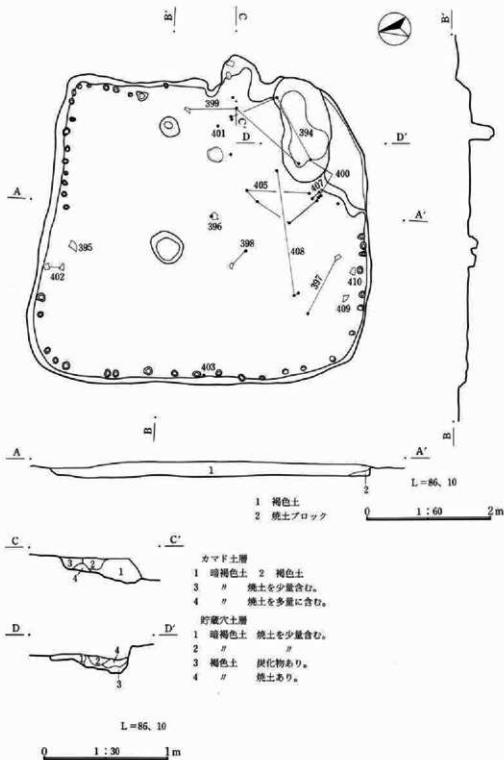 B'
C
B'
399
401
C'
394
D
D'
400
405
407
A
A'
396
395
398
408
402
397
410
409
403
B
B
A
A'
1
2
L=86、10
1 褐色土
2 焼土ブロック
0 1:60 2m
C
C'
3 2
4
1
カマド土層
1 暗褐色土 2 褐色土
3 〃 焼土を少量含む。
4 〃 焼土を多量に含む。
D
D'
4
1 2
3
貯蔵穴土層
1 暗褐色土 焼土を少量含む。
2 〃 〃
3 褐色土 炭化物あり。
4 〃 焼土あり。
L=86、10
0 1:30 1m